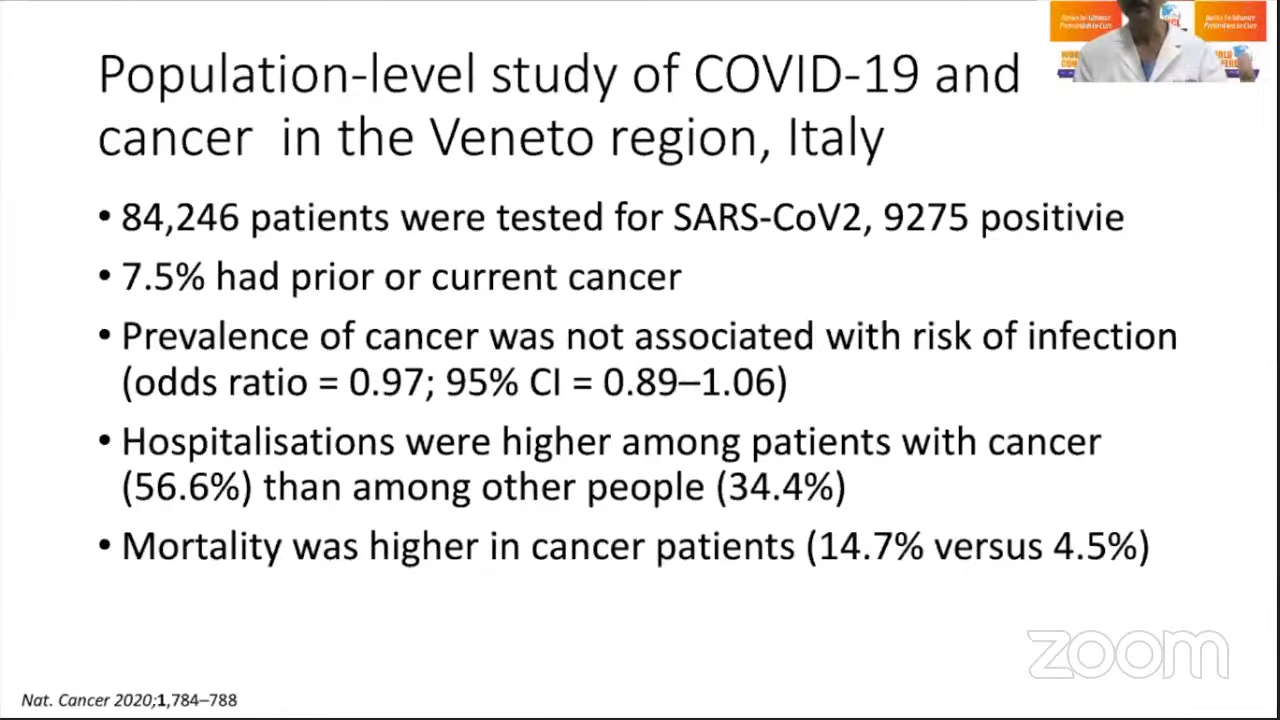 Population-level study of COVID-19 and
cancer in the Veneto region, Italy
• 84,246 patients were tested for SARS-CoV2, 9275 positivie
• 7.5% had prior or current cancer
• Prevalence of cancer was not associated with risk of infection
(odds ratio = 0.97; 95% CI = 0.89–1.06)
• Hospitalisations were higher among patients with cancer
(56.6%) than among other people (34.4%)
• Mortality was higher in cancer patients (14.7% versus 4.5%)
zoom
Nat. Cancer 2020;1,784–788